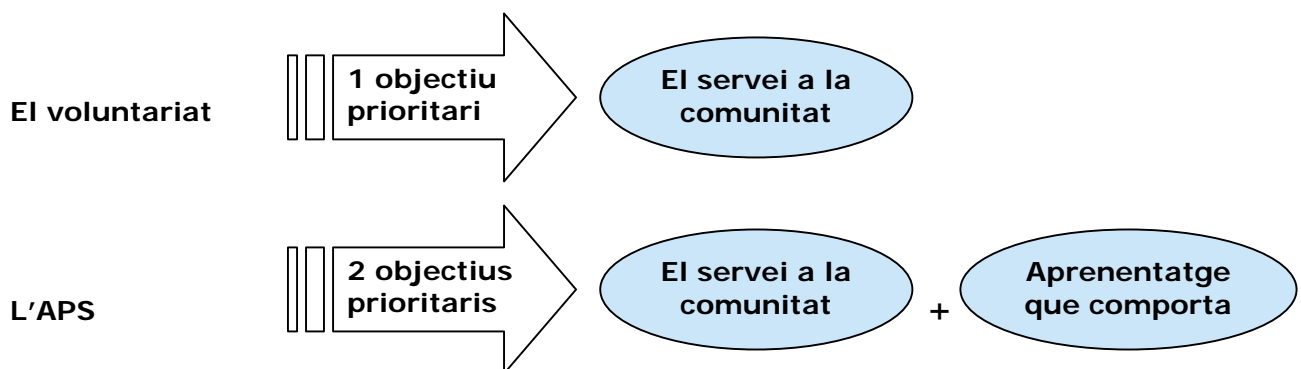 El voluntariat
1 objectiu
prioritari
El servei a la
comunitat
L'APS
2 objectius
prioritaris
El servei a la
comunitat
+
Aprenentatge
que comporta